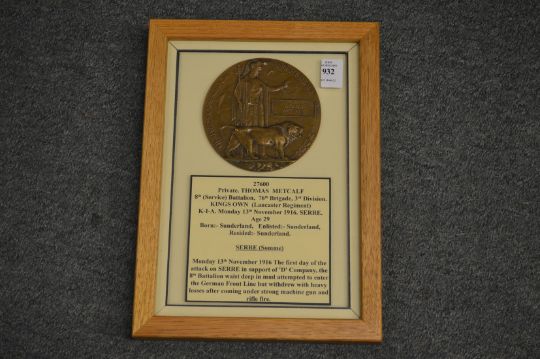 932
27600
Private. THOMAS METCALF
8th (Service) Battalion, 76th Brigade, 3rd Division.
KINGS OWN (Lancaster Regiment)
K-I-A. Monday 13th November 1916. SERRE,
Age 29
Born:- Sunderland, Enlisted:- Sunderland,
Resided:- Sunderland.
SERRE (Somme)
Monday 13th November 1916 The first day of the
attack on SERRE in support of 'D' Company, the
8th Battalion waist deep in mud attempted to enter
the German Front Line but withdrew with heavy
losses after coming under strong machine gun and
rifle fire.